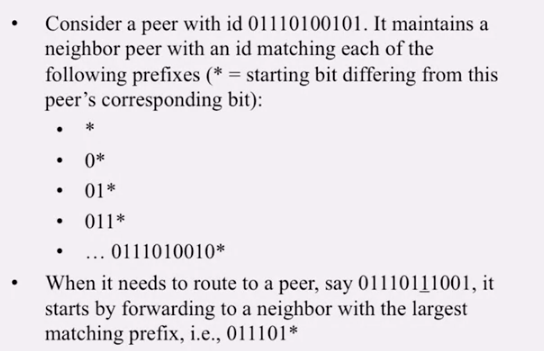 • Consider a peer with id 01110100101. It maintains a
neighbor peer with an id matching each of the
following prefixes (* = starting bit differing from this
peer's corresponding bit):
• *
• 0*
• 01*
• 011*
• … 0111010010*
• When it needs to route to a peer, say 01110111001, it
starts by forwarding to a neighbor with the largest
matching prefix, i.e., 011101*